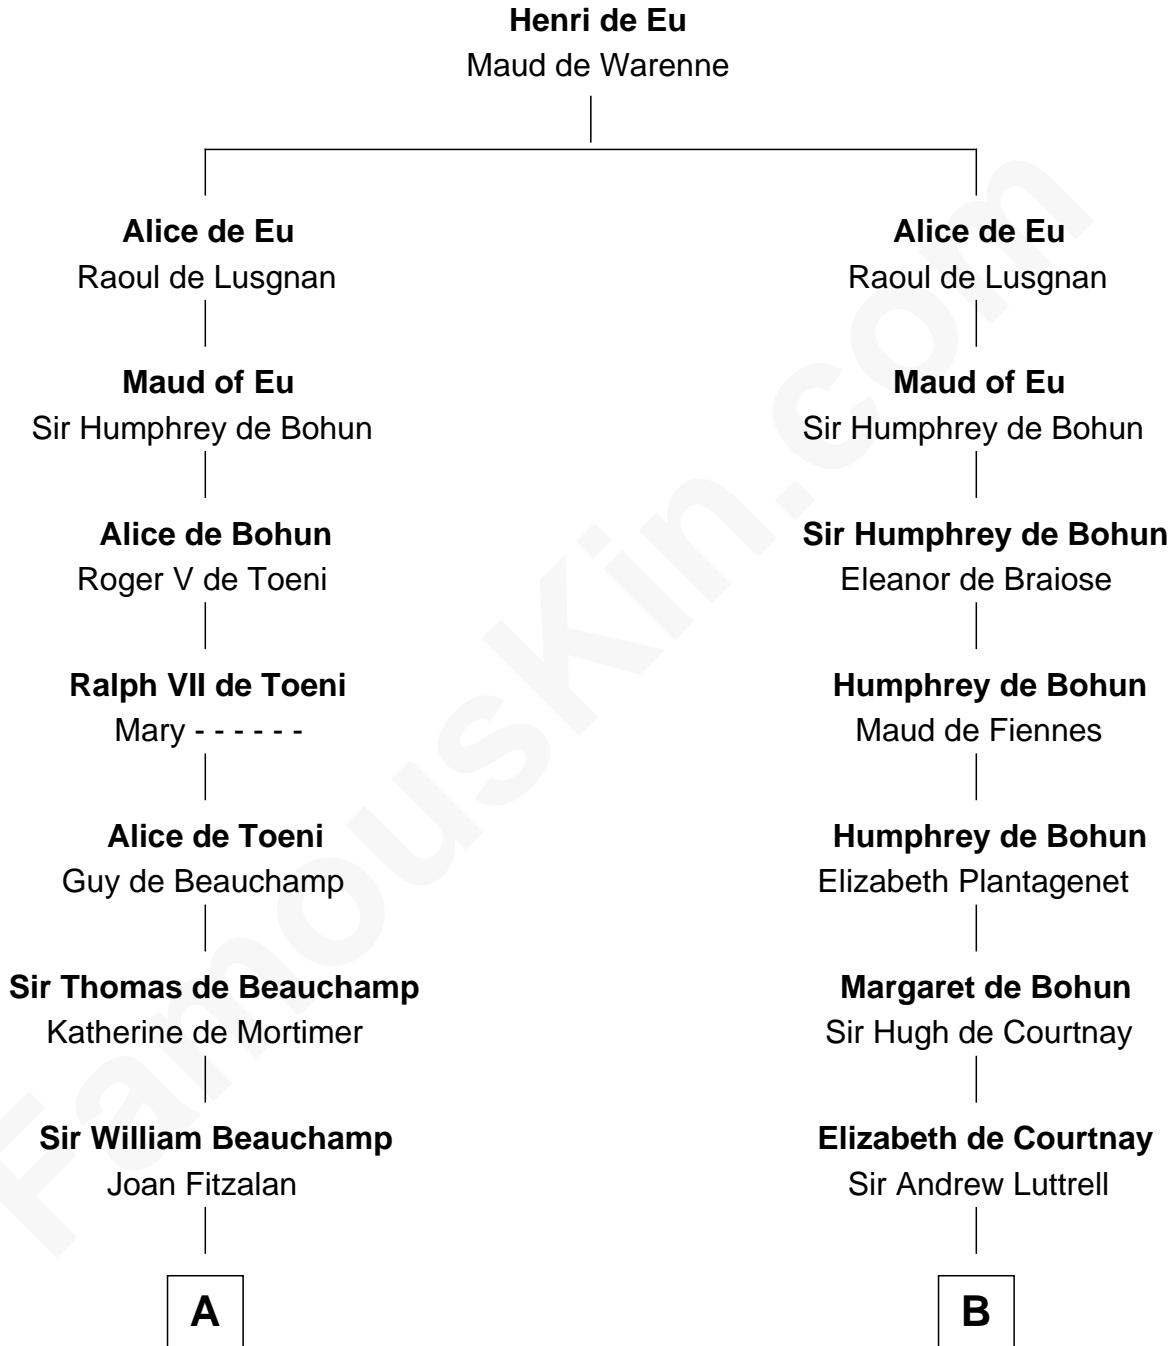 Henri de Eu
Maud de Warenne
Alice de Eu
Raoul de Lusgnan
Alice de Eu
Raoul de Lusgnan
Maud of Eu
Sir Humphrey de Bohun
Maud of Eu
Sir Humphrey de Bohun
Alice de Bohun
Roger V de Toeni
Sir Humphrey de Bohun
Eleanor de Braiose
Ralph VII de Toeni
Mary - - - - - -
Humphrey de Bohun
Maud de Fiennes
Alice de Toeni
Guy de Beauchamp
Humphrey de Bohun
Elizabeth Plantagenet
Sir Thomas de Beauchamp
Katherine de Mortimer
Margaret de Bohun
Sir Hugh de Courtnay
Sir William Beauchamp
Joan Fitzalan
Elizabeth de Courtnay
Sir Andrew Luttrell
A
B
FamousKin.com